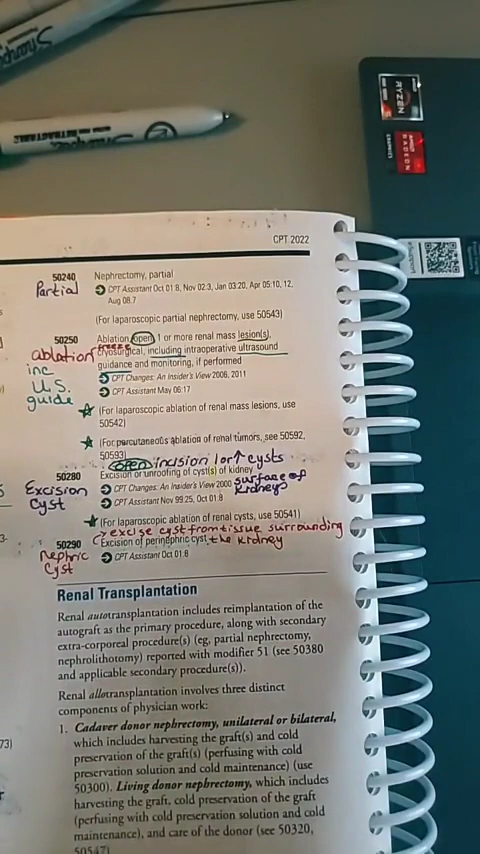 Sharpie
RETRACTABLE
RYZEN
AMD
RADEON
GRAPHICS
CPT 2022
50240 Nephrectomy, partial
Partial
CPT Assistant Oct 01:8, Nov 02:3, Jan 03:20, Apr 05:10, 12,
Aug 08:7
(For laparoscopic partial nephrectomy, use 50543)
50250 Ablation, open, 1 or more renal mass lesion(s),
freeze
ablation cryosurgical, including intraoperative ultrasound
inc guidance and monitoring, if performed
U.S. CPT Changes: An Insider's View 2006, 2011
guide CPT Assistant May 06:17
(For laparoscopic ablation of renal mass lesions, use
50542)
(For percutaneous ablation of renal tumors, see 50592,
50593)
open incision 1 or ↑ cysts
50280 Excision or unroofing of cyst(s) of kidney
surface of kidneys
Excision CPT Changes: An Insider's View 2000
Cyst CPT Assistant Nov 99:25, Oct 01:8
(For laparoscopic ablation of renal cysts, use 50541)
excise cyst from tissue surrounding the kidney
50290 Excision of perinephric cyst
Nephric CPT Assistant Oct 01:8
Cyst
Renal Transplantation
Renal autotransplantation includes reimplantation of the
autograft as the primary procedure, along with secondary
extra-corporeal procedure(s) (eg, partial nephrectomy,
nephrolithotomy) reported with modifier 51 (see 50380
and applicable secondary procedure(s)).
Renal allotransplantation involves three distinct
components of physician work:
1. Cadaver donor nephrectomy, unilateral or bilateral,
which includes harvesting the graft(s) and cold
preservation of the graft(s) (perfusing with cold
preservation solution and cold maintenance) (use
50300). Living donor nephrectomy, which includes
harvesting the graft, cold preservation of the graft
(perfusing with cold preservation solution and cold
maintenance), and care of the donor (see 50320,
50547)
73)